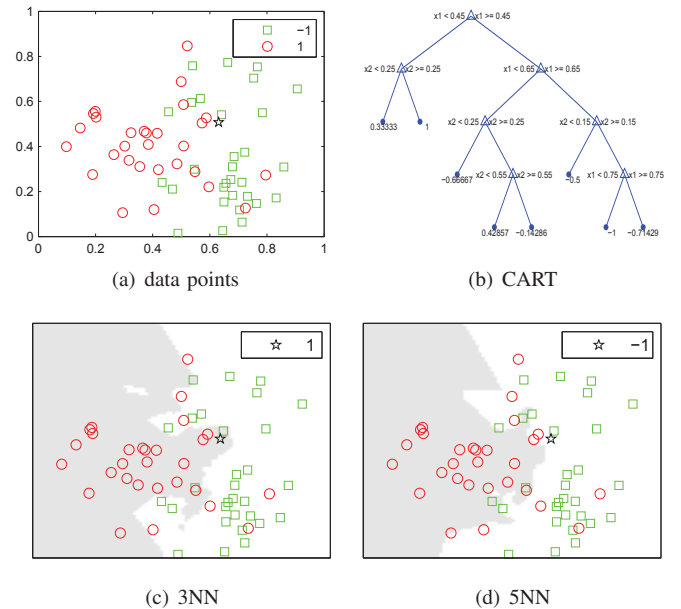 1
0.8
0.6
0.4
0.2
0
0 0.2 0.4 0.6 0.8 1
−1
1
(a) data points
x1 < 0.45 x1 >= 0.45
x2 < 0.25 x2 >= 0.25 x1 < 0.65 x1 >= 0.65
0.33333 1 x2 < 0.25 x2 >= 0.25 x2 < 0.15 x2 >= 0.15
−0.66667 x2 < 0.55 x2 >= 0.55 −0.5 x1 < 0.75 x1 >= 0.75
0.42857 −0.14286 −1 −0.71429
(b) CART
1
(c) 3NN
−1
(d) 5NN